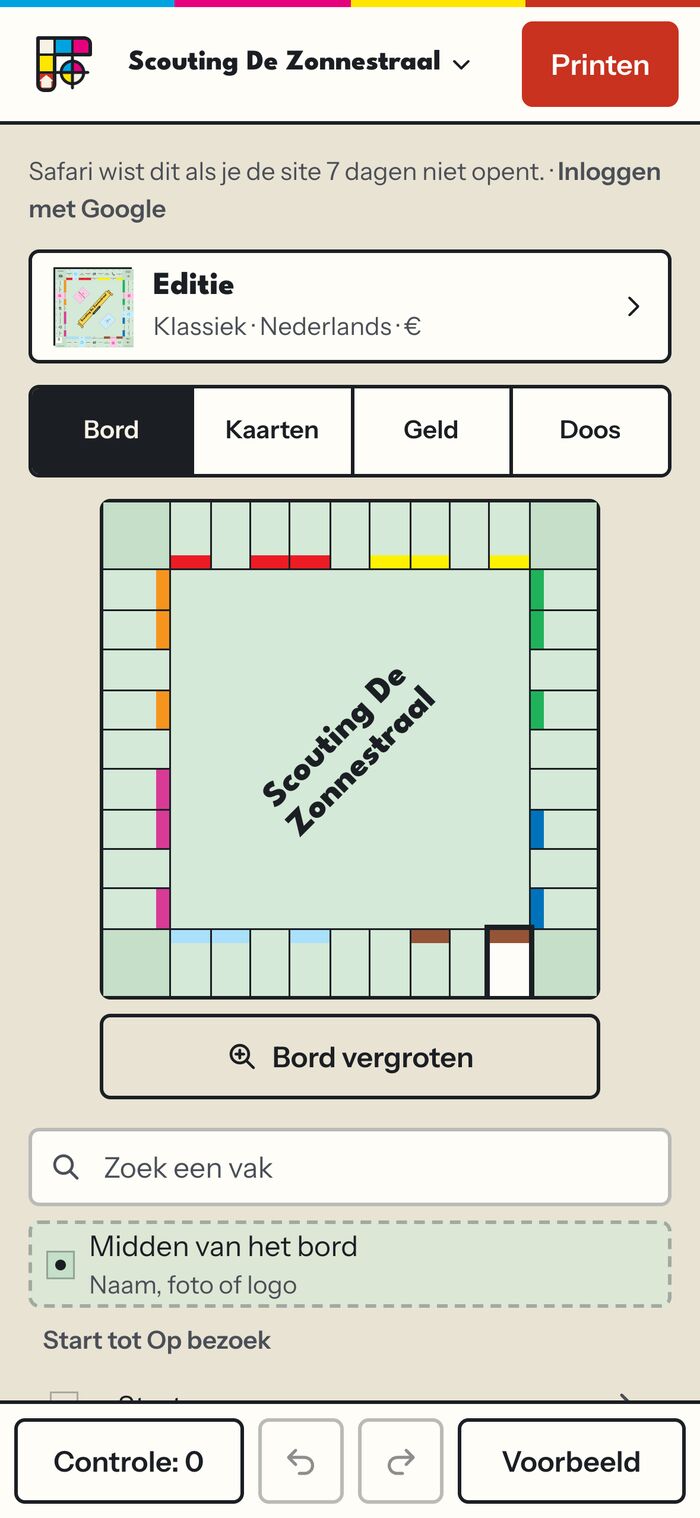 Scouting De Zonnestraal
Printen
Safari wist dit als je de site 7 dagen niet opent. · Inloggen
met Google
Editie
Klassiek · Nederlands · €
Bord
Kaarten
Geld
Doos
Scouting De
Zonnestraal
Bord vergroten
Zoek een vak
Midden van het bord
Naam, foto of logo
Start tot Op bezoek
Controle: 0
Voorbeeld